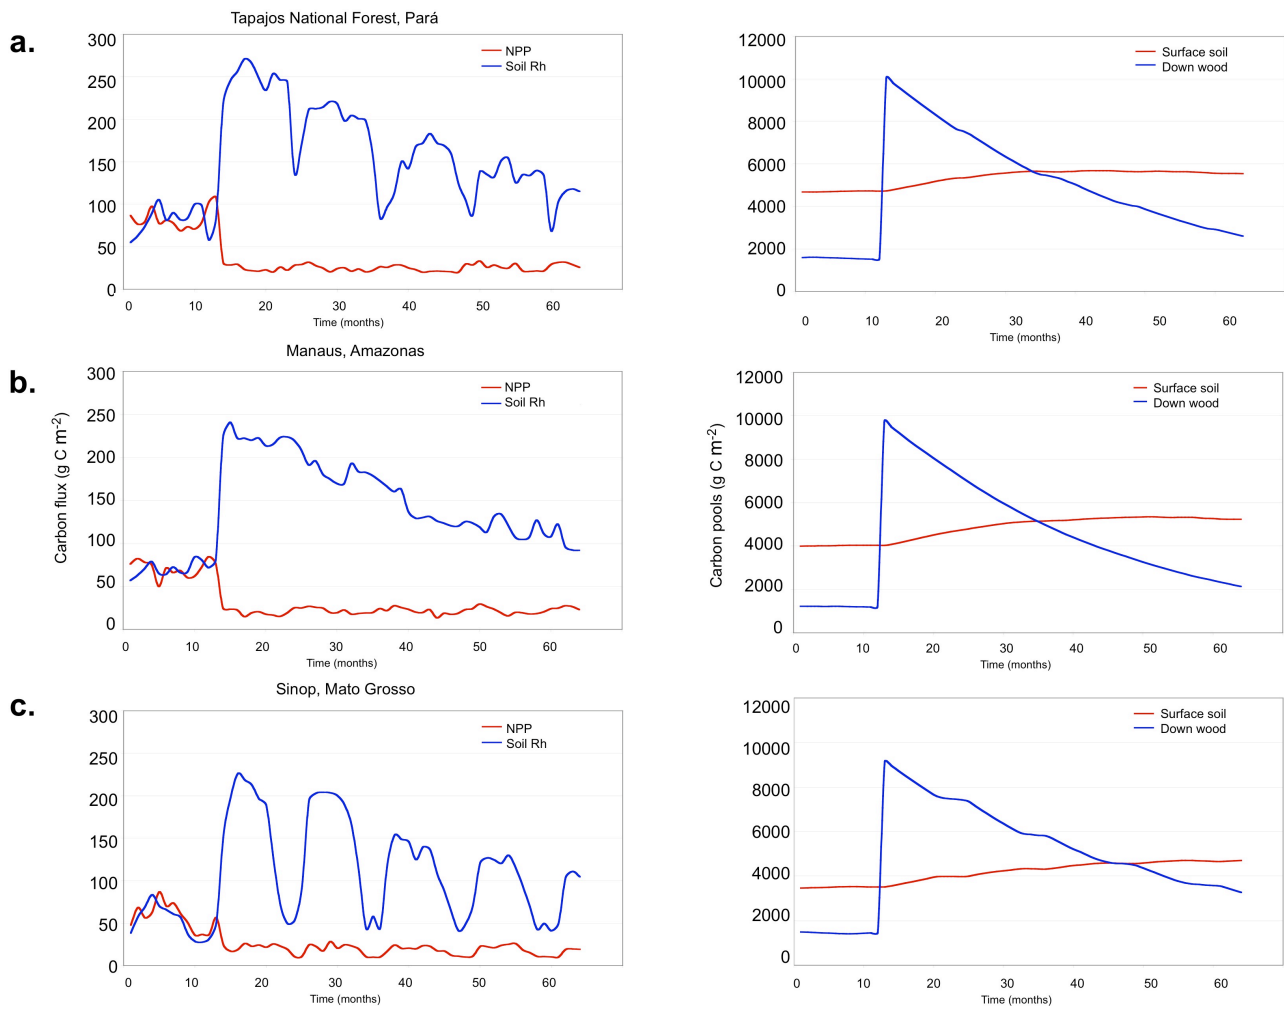 Tapajos National Forest, Pará
a.
300
250
200
150
100
50
0
NPP
Soil Rh
0 10 20 30 40 50 60
Time (months)
12000
10000
8000
6000
4000
2000
0
Surface soil
Down wood
0 10 20 30 40 50 60
Time (months)
Manaus, Amazonas
b.
Carbon flux (g C m-2)
300
250
200
150
100
50
0
NPP
Soil Rh
0 10 20 30 40 50 60
Time (months)
Carbon pools (g C m-2)
12000
10000
8000
6000
4000
2000
0
Surface soil
Down wood
0 10 20 30 40 50 60
Time (months)
Sinop, Mato Grosso
c.
300
250
200
150
100
50
0
NPP
Soil Rh
0 10 20 30 40 50 60
Time (months)
12000
10000
8000
6000
4000
2000
0
Surface soil
Down wood
0 10 20 30 40 50 60
Time (months)